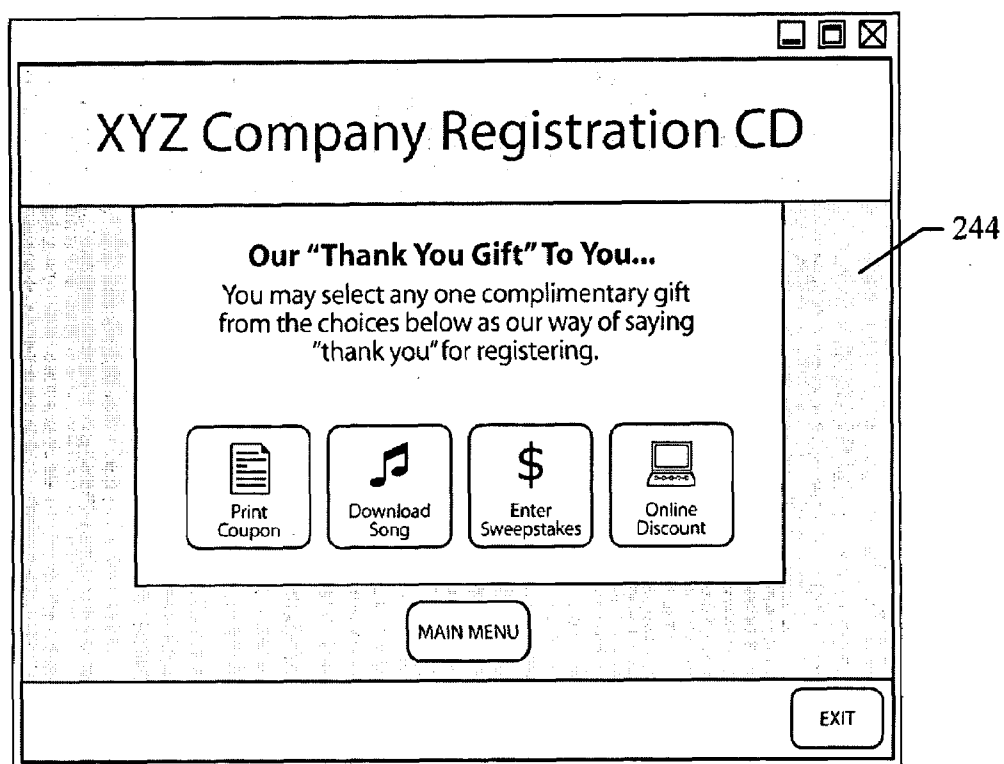 XYZ Company Registration CD
244
Our “Thank You Gift” To You...
You may select any one complimentary gift
from the choices below as our way of saying
"thank you" for registering.
Print
Coupon
Download
Song
$
Enter
Sweepstakes
Online
Discount
MAIN MENU
EXIT